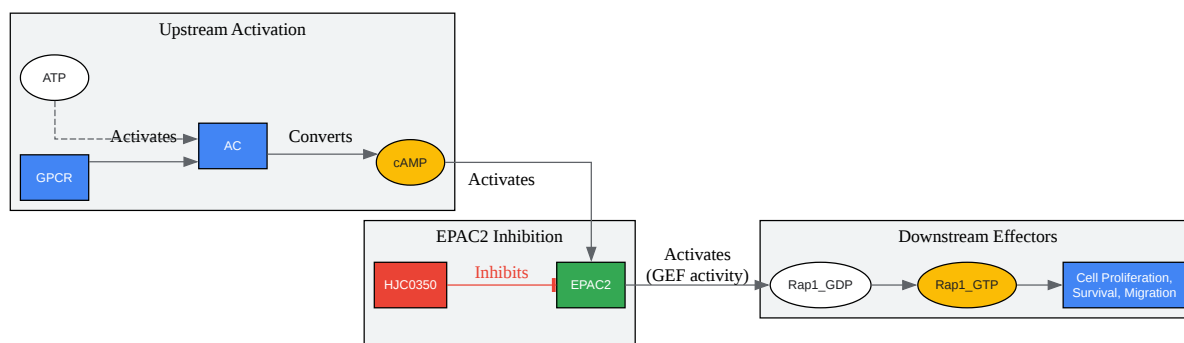 Upstream Activation
ATP
Activates
AC
Converts
GPCR
cAMP
Activates
EPAC2 Inhibition
HJC0350
Inhibits
EPAC2
Activates
(GEF activity)
Downstream Effectors
Rap1_GDP
Rap1_GTP
Cell Proliferation,
Survival, Migration